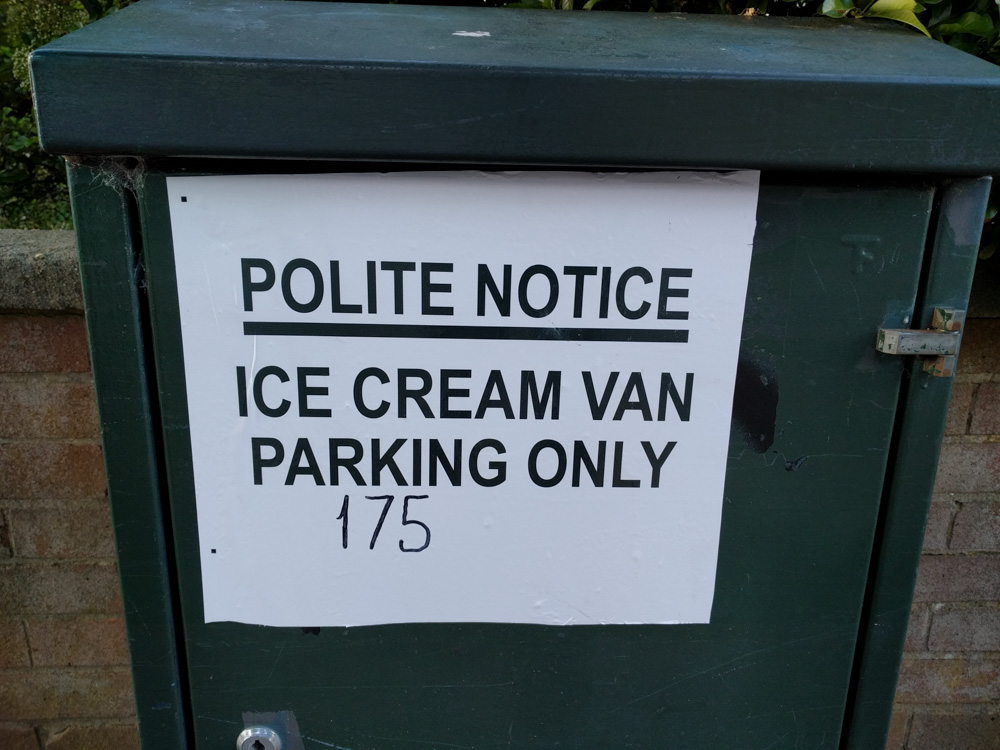 POLITE NOTICE
ICE CREAM VAN
PARKING ONLY
175